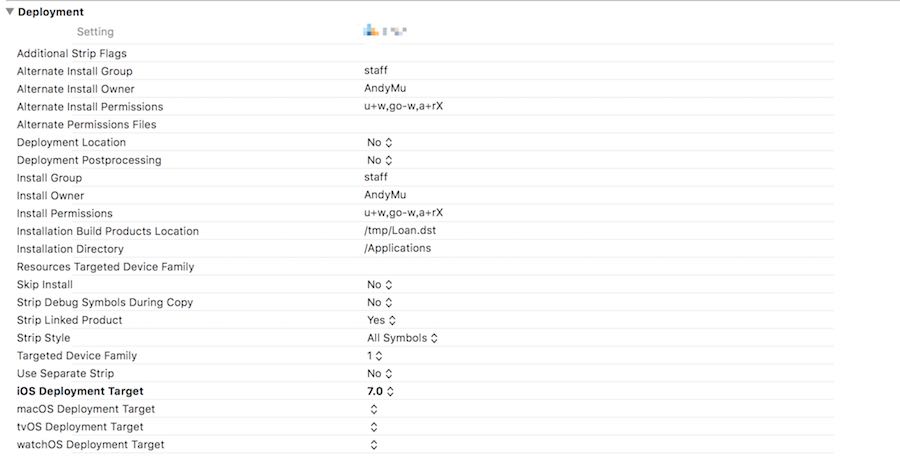 Deployment
Setting
Additional Strip Flags
Alternate Install Group staff
Alternate Install Owner AndyMu
Alternate Install Permissions u+w,go-w,a+rX
Alternate Permissions Files
Deployment Location No
Deployment Postprocessing No
Install Group staff
Install Owner AndyMu
Install Permissions u+w,go-w,a+rX
Installation Build Products Location /tmp/Loan.dst
Installation Directory /Applications
Resources Targeted Device Family
Skip Install No
Strip Debug Symbols During Copy No
Strip Linked Product Yes
Strip Style All Symbols
Targeted Device Family 1
Use Separate Strip No
iOS Deployment Target 7.0
macOS Deployment Target
tvOS Deployment Target
watchOS Deployment Target